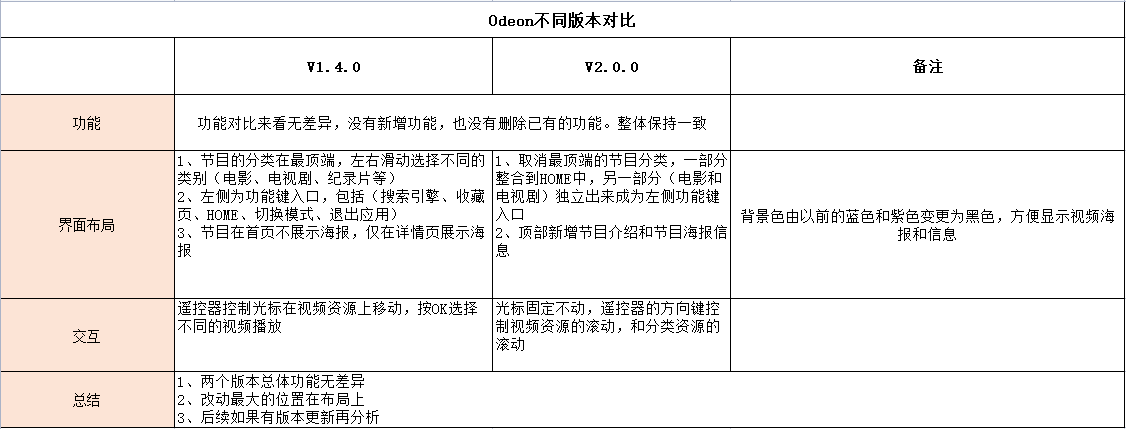 Odeon不同版本对比
V1.4.0
V2.0.0
备注
功能
功能对比来看无差异，没有新增功能，也没有删除已有的功能。整体保持一致
界面布局
1、节目的分类在最顶端，左右滑动选择不同的
类别（电影、电视剧、纪录片等）
2、左侧为功能键入口，包括（搜索引擎、收藏
页、HOME、切换模式、退出应用）
3、节目在首页不展示海报，仅在详情页展示海
报
1、取消最顶端的节目分类，一部分
整合到HOME中，另一部分（电影和
电视剧）独立出来成为左侧功能键
入口
2、顶部新增节目介绍和节目海报信
息
背景色由以前的蓝色和紫色变更为黑色，方便显示视频海
报和信息
交互
遥控器控制光标在视频资源上移动，按OK选择
不同的视频播放
光标固定不动，遥控器的方向键控
制视频资源的滚动，和分类资源的
滚动
总结
1、两个版本总体功能无差异
2、改动最大的位置在布局上
3、后续如果有版本更新再分析